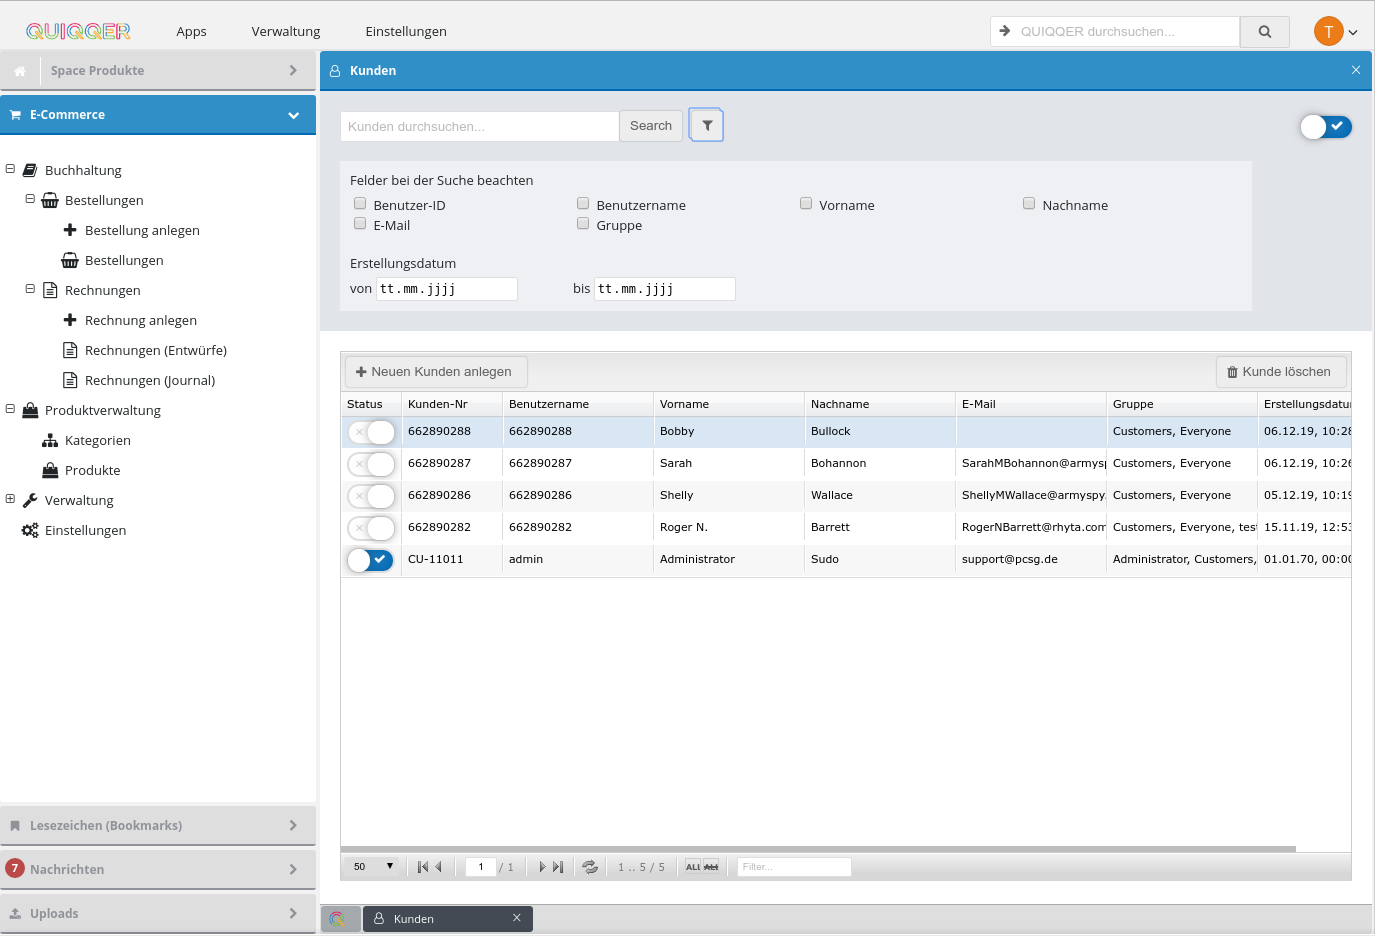 QUIQQER Apps Verwaltung Einstellungen QUIQQER durchsuchen... T
Space Produkte
Kunden
E-Commerce
Kunden durchsuchen... Search
Buchhaltung
Bestellungen
Bestellung anlegen
Bestellungen
Rechnungen
Rechnung anlegen
Rechnungen (Entwürfe)
Rechnungen (Journal)
Produktverwaltung
Kategorien
Produkte
Verwaltung
Einstellungen
Felder bei der Suche beachten
Benutzer-ID Benutzername Vorname Nachname
E-Mail Gruppe
Erstellungsdatum
von tt.mm.jjjj bis tt.mm.jjjj
Neuen Kunden anlegen Kunde löschen
Status Kunden-Nr Benutzername Vorname Nachname E-Mail Gruppe Erstellungsdatu
662890288 662890288 Bobby Bullock Customers, Everyone 06.12.19, 10:28
662890287 662890287 Sarah Bohannon SarahMBohannon@armysp Customers, Everyone 06.12.19, 10:26
662890286 662890286 Shelly Wallace ShellyMWallace@armyspy. Customers, Everyone 05.12.19, 10:19
662890282 662890282 Roger N. Barrett RogerNBarrett@rhyta.com Customers, Everyone, test 15.11.19, 12:53
CU-11011 admin Administrator Sudo support@pcsg.de Administrator, Customers, 01.01.70, 00:00
50 1 / 1 1 .. 5 / 5 ALL ALL Filter...
Lesezeichen (Bookmarks)
7 Nachrichten
Uploads
Kunden